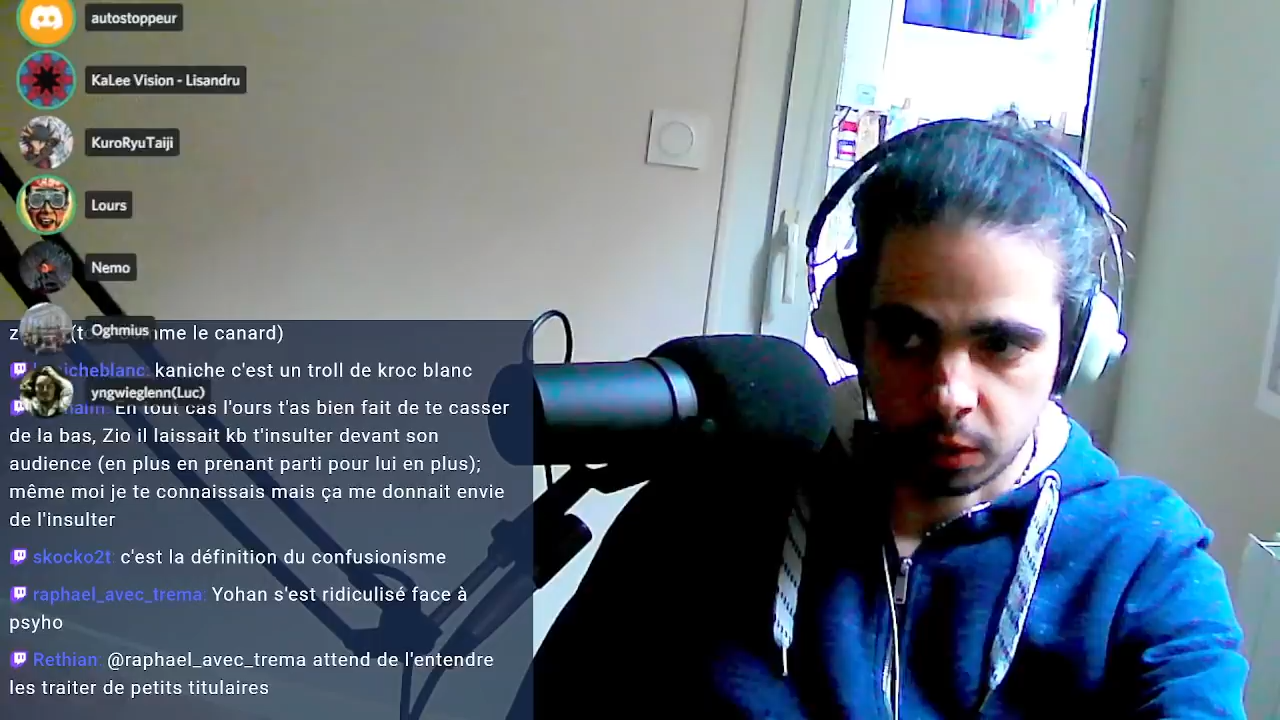 autostoppeur
KaLee Vision - Lisandru
KuroRyuTaiji
Lours
Nemo
Oghmius
le canard)
yngwieglenn(Luc)
kaniche c'est un troll de kroc blanc
En tout cas l'ours t'as bien fait de te casser
de la bas, Zio il laissait kb t'insulter devant son
audience (en plus en prenant parti pour lui en plus);
même moi je te connaissais mais ça me donnait envie
de l'insulter
skocko2t: c'est la définition du confusionisme
raphael_avec_trema: Yohan s'est ridiculisé face à
psyho
Rethian: @raphael_avec_trema attend de l'entendre
les traiter de petits titulaires